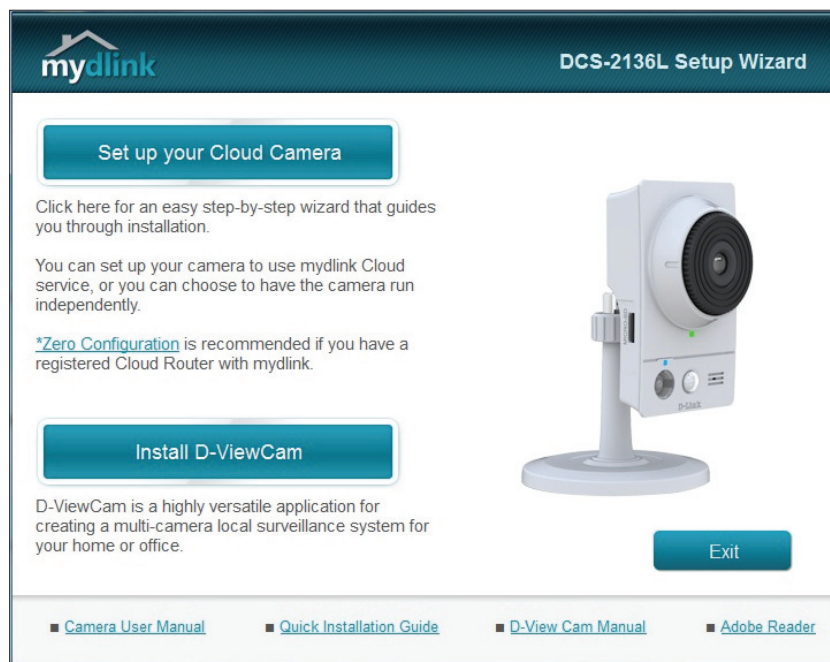 mydlink
DCS-2136L Setup Wizard
Set up your Cloud Camera
Click here for an easy step-by-step wizard that guides
you through installation.
You can set up your camera to use mydlink Cloud
service, or you can choose to have the camera run
independently.
*Zero Configuration is recommended if you have a
registered Cloud Router with mydlink.
MICRO-SD
D-Link
Install D-ViewCam
D-ViewCam is a highly versatile application for
creating a multi-camera local surveillance system for
your home or office.
Exit
Camera User Manual
Quick Installation Guide
D-View Cam Manual
Adobe Reader